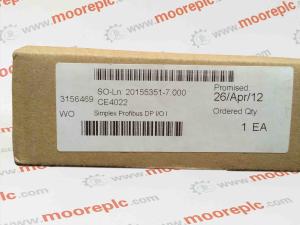 SO-Ln: 20155351-7.000
Promised:
3156469
CE4022
26/Apr/12
WO
Simplex Profibus DP I/O I
Ordered Qty
1 EA
www.mooreplc.com
www.mooreplc.com